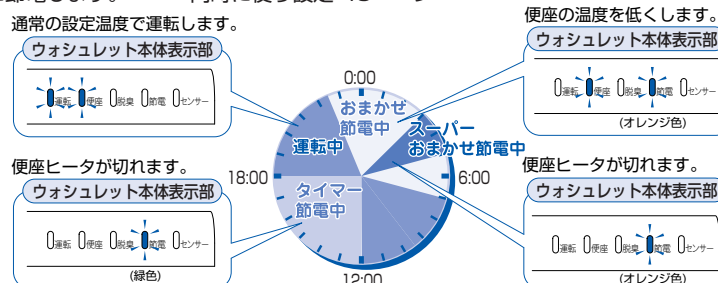 通常の設定温度で運転します。
ウォシュレット本体表示部
運転 便座 脱臭 節電 センサー
便座ヒータが切れます。
ウォシュレット本体表示部
運転 便座 脱臭 節電 センサー
(緑色)
0:00
おまかせ
節電中
スーパー
おまかせ節電中
運転中
18:00
6:00
タイマー
節電中
12:00
便座の温度を低くします。
ウォシュレット本体表示部
運転 便座 脱臭 節電 センサー
(オレンジ色)
便座ヒータが切れます。
ウォシュレット本体表示部
運転 便座 脱臭 節電 センサー
(オレンジ色)